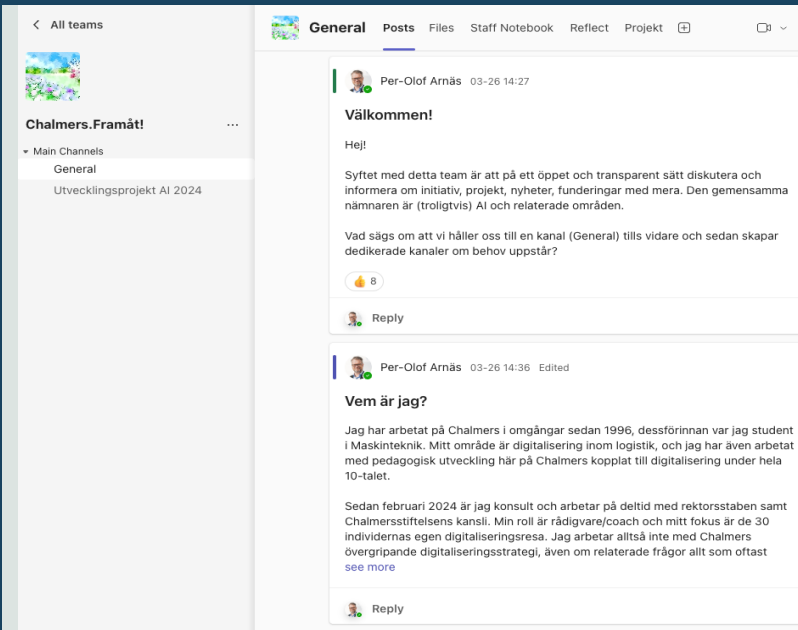 All teams
Chalmers.Framåt!
...
Main Channels
General
Utvecklingsprojekt AI 2024
General Posts Files Staff Notebook Reflect Projekt
Per-Olof Arnäs 03-26 14:27
Välkommen!
Hej!
Syftet med detta team är att på ett öppet och transparent sätt diskutera och
informera om initiativ, projekt, nyheter, funderingar med mera. Den gemensamma
nämnaren är (troligtvis) AI och relaterade områden.
Vad sägs om att vi håller oss till en kanal (General) tills vidare och sedan skapar
dedikerade kanaler om behov uppstår?
8
Reply
Per-Olof Arnäs 03-26 14:36 Edited
Vem är jag?
Jag har arbetat på Chalmers i omgångar sedan 1996, dessförinnan var jag student
i Maskinteknik. Mitt område är digitalisering inom logistik, och jag har även arbetat
med pedagogisk utveckling här på Chalmers kopplat till digitalisering under hela
10-talet.
Sedan februari 2024 är jag konsult och arbetar på deltid med rektorsstaben samt
Chalmersstiftelsens kansli. Min roll är rådigvare/coach och mitt fokus är de 30
individernas egen digitaliseringsresa. Jag arbetar alltså inte med Chalmers
övergripande digitaliseringsstrategi, även om relaterade frågor allt som oftast
see more
Reply